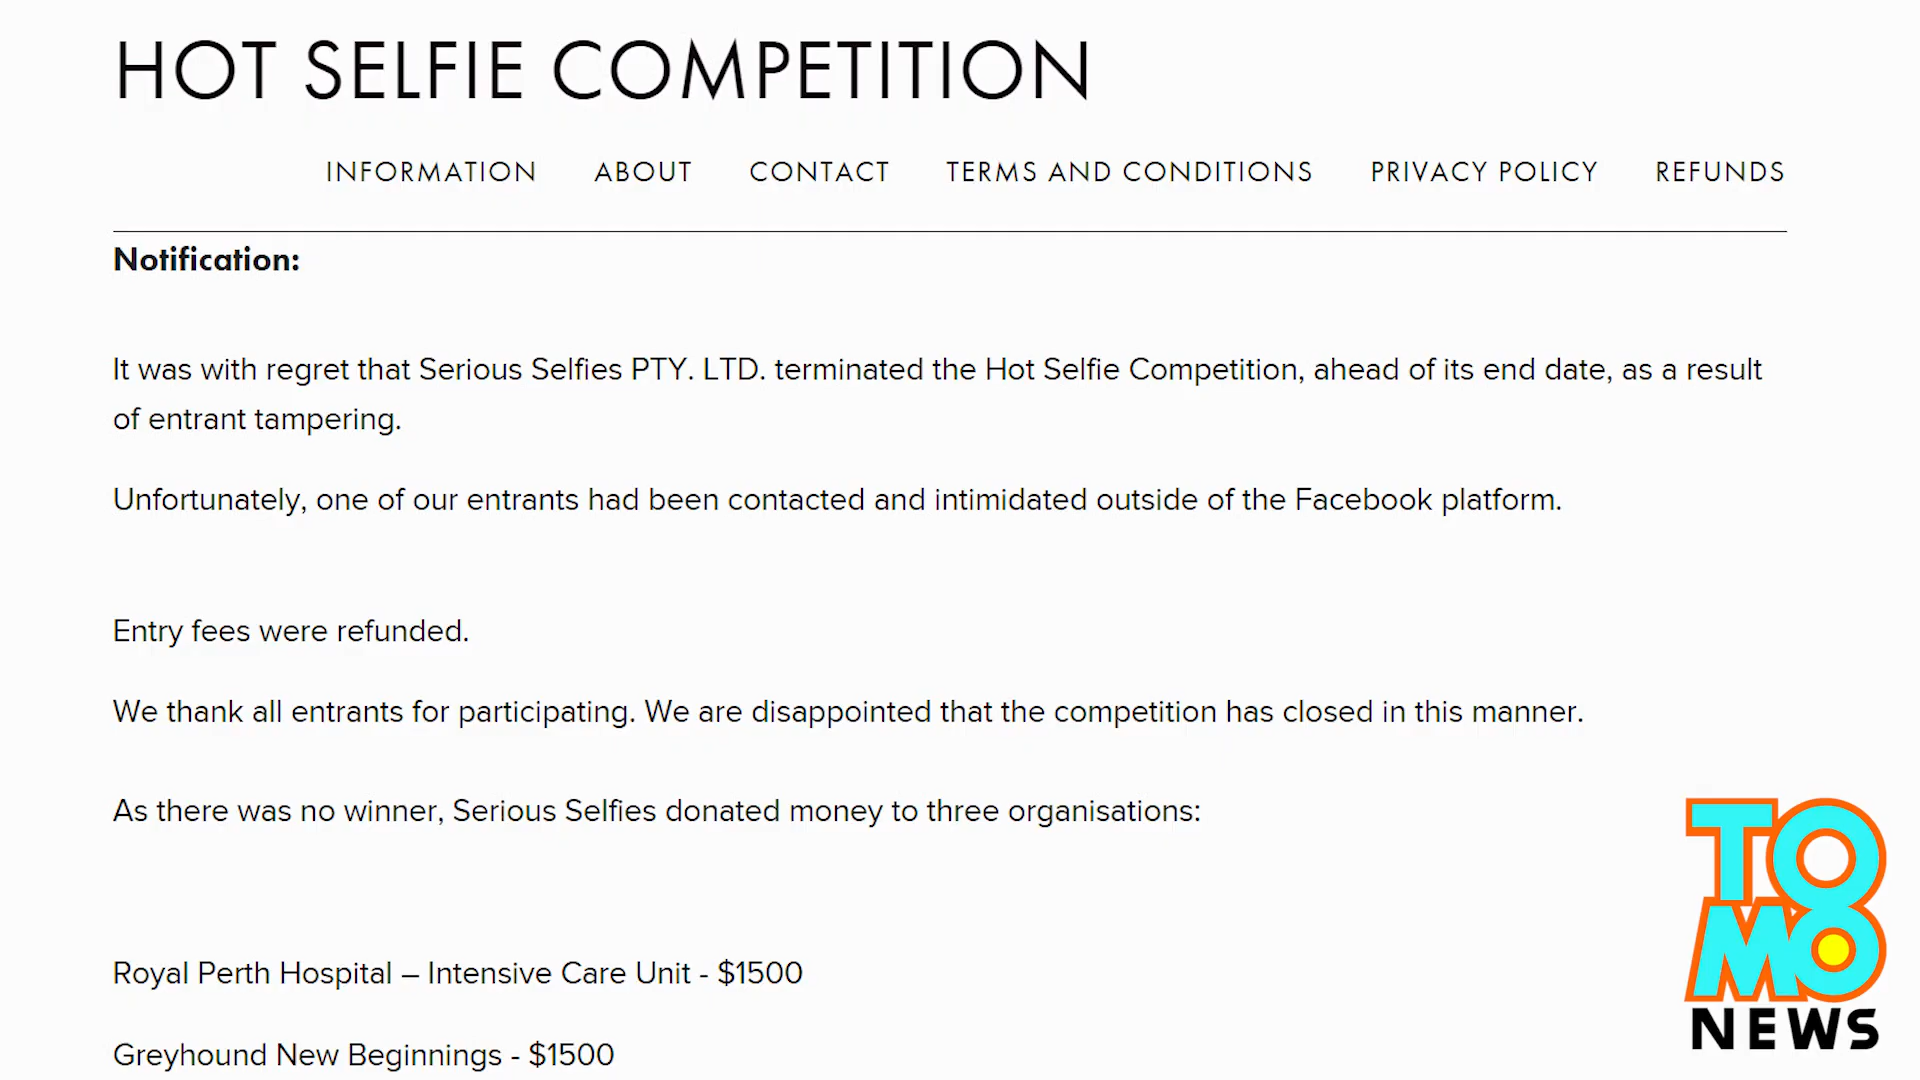 HOT SELFIE COMPETITION
INFORMATION ABOUT CONTACT TERMS AND CONDITIONS PRIVACY POLICY REFUNDS
Notification:
It was with regret that Serious Selfies PTY. LTD. terminated the Hot Selfie Competition, ahead of its end date, as a result
of entrant tampering.
Unfortunately, one of our entrants had been contacted and intimidated outside of the Facebook platform.
Entry fees were refunded.
We thank all entrants for participating. We are disappointed that the competition has closed in this manner.
As there was no winner, Serious Selfies donated money to three organisations:
Royal Perth Hospital – Intensive Care Unit - $1500
Greyhound New Beginnings - $1500
TO
MO
NEWS